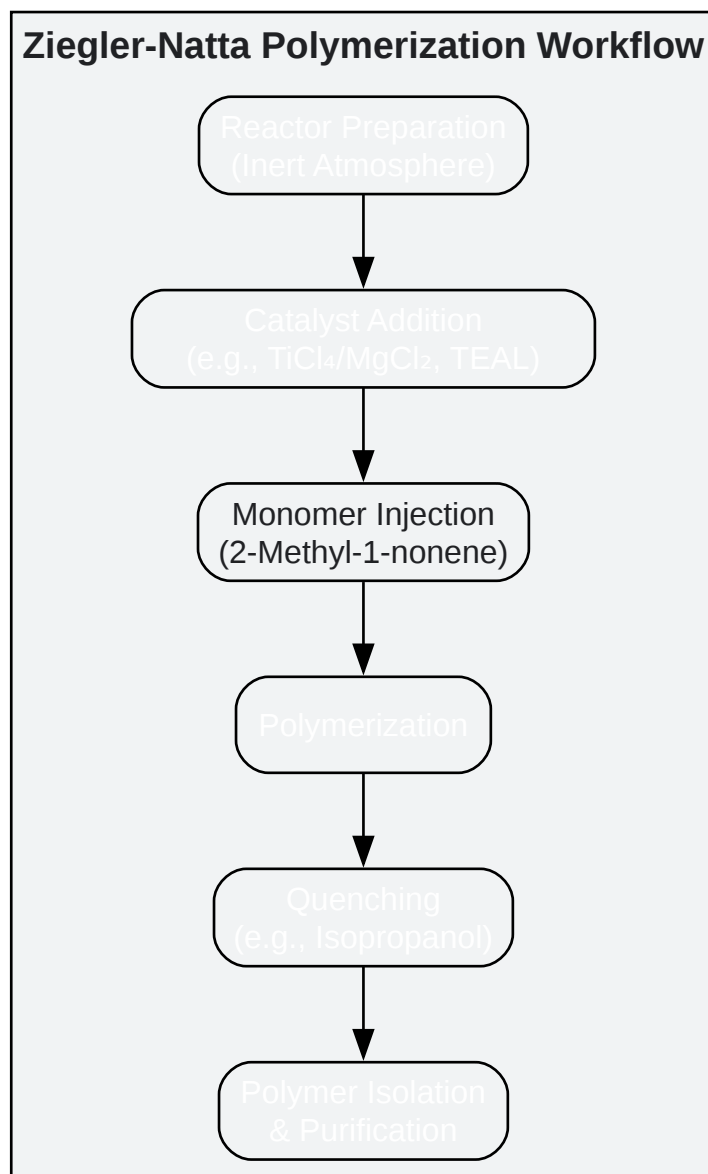 Ziegler-Natta Polymerization Workflow
Reactor Preparation
(Inert Atmosphere)
Catalyst Addition
(e.g., TiCl₄/MgCl₂, TEAL)
Monomer Injection
(2-Methyl-1-nonene)
Polymerization
Quenching
(e.g., Isopropanol)
Polymer Isolation
& Purification